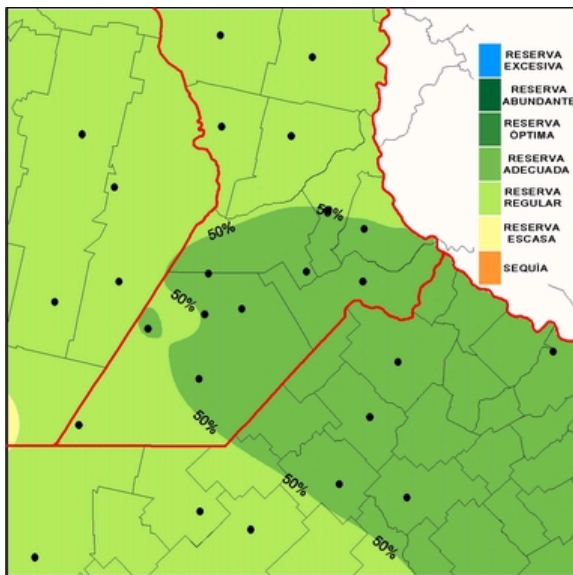 RESERVA
EXCESIVA
RESERVA
ABUNDANTE
RESERVA
ÓPTIMA
RESERVA
ADECUADA
RESERVA
REGULAR
RESERVA
ESCASA
SEQUÍA
50%
50%
50%
50%
50%
50%